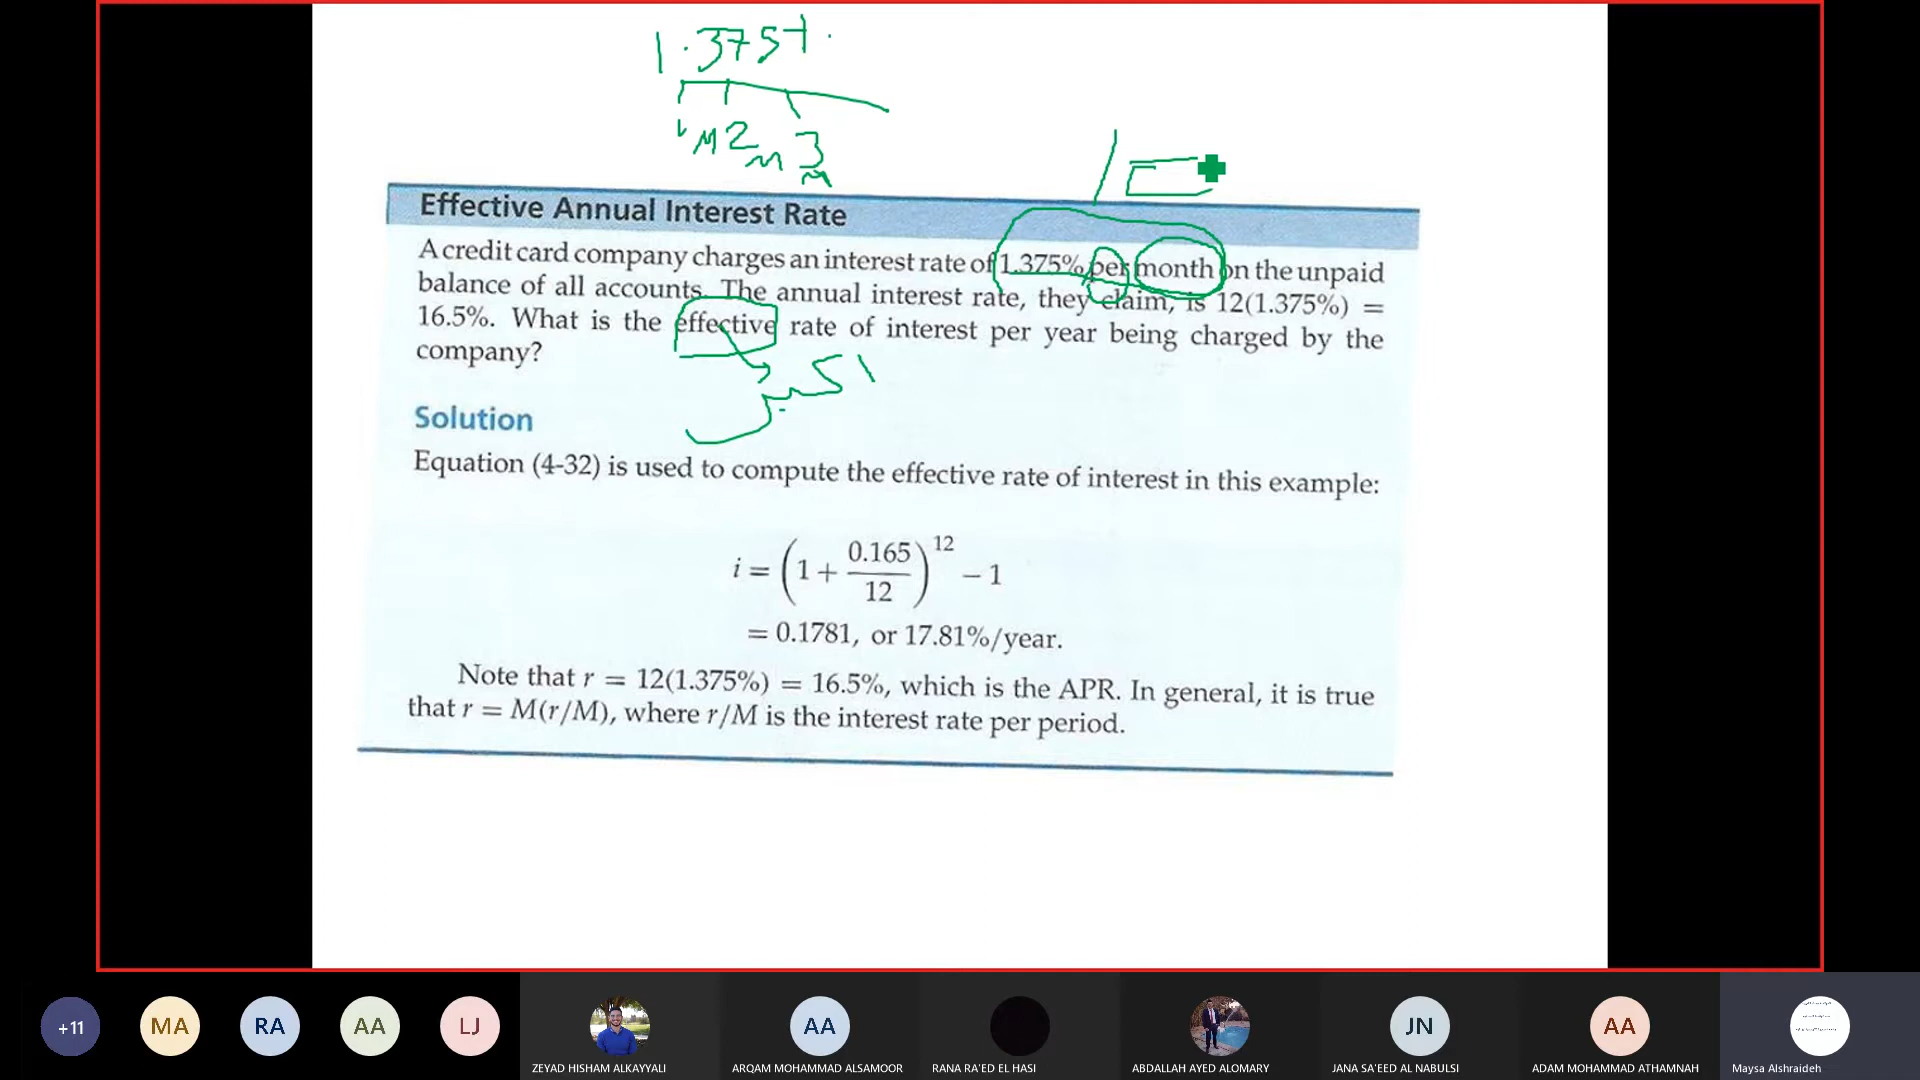 1.375%.
1M 2M 3M
Effective Annual Interest Rate
A credit card company charges an interest rate of 1.375% per month on the unpaid
balance of all accounts. The annual interest rate, they claim, is 12(1.375%) =
16.5%. What is the effective rate of interest per year being charged by the
company?
Solution
Equation (4-32) is used to compute the effective rate of interest in this example:
i = (1 + 0.165/12)^12 − 1
= 0.1781, or 17.81%/year.
Note that r = 12(1.375%) = 16.5%, which is the APR. In general, it is true
that r = M(r/M), where r/M is the interest rate per period.
+11
MA
RA
AA
LJ
AA
JN
AA
ZEYAD HISHAM ALKAYYALI
ARQAM MOHAMMAD ALSAMOOR
RANA RA'ED EL HASI
ABDALLAH AYED ALOMARY
JANA SA'EED AL NABULSI
ADAM MOHAMMAD ATHAMNAH
Maysa Alshraideh